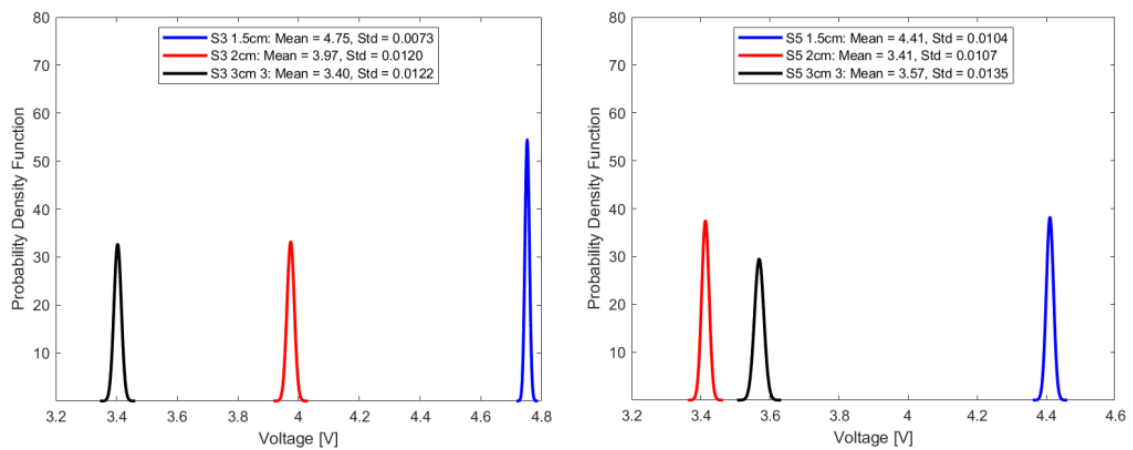 80
70
60
50
40
30
20
10
Probability Density Function
S3 1.5cm: Mean = 4.75, Std = 0.0073
S3 2cm: Mean = 3.97, Std = 0.0120
S3 3cm 3: Mean = 3.40, Std = 0.0122
3.2 3.4 3.6 3.8 4 4.2 4.4 4.6 4.8
Voltage [V]
80
70
60
50
40
30
20
10
Probability Density Function
S5 1.5cm: Mean = 4.41, Std = 0.0104
S5 2cm: Mean = 3.41, Std = 0.0107
S5 3cm 3: Mean = 3.57, Std = 0.0135
3.2 3.4 3.6 3.8 4 4.2 4.4 4.6
Voltage [V]